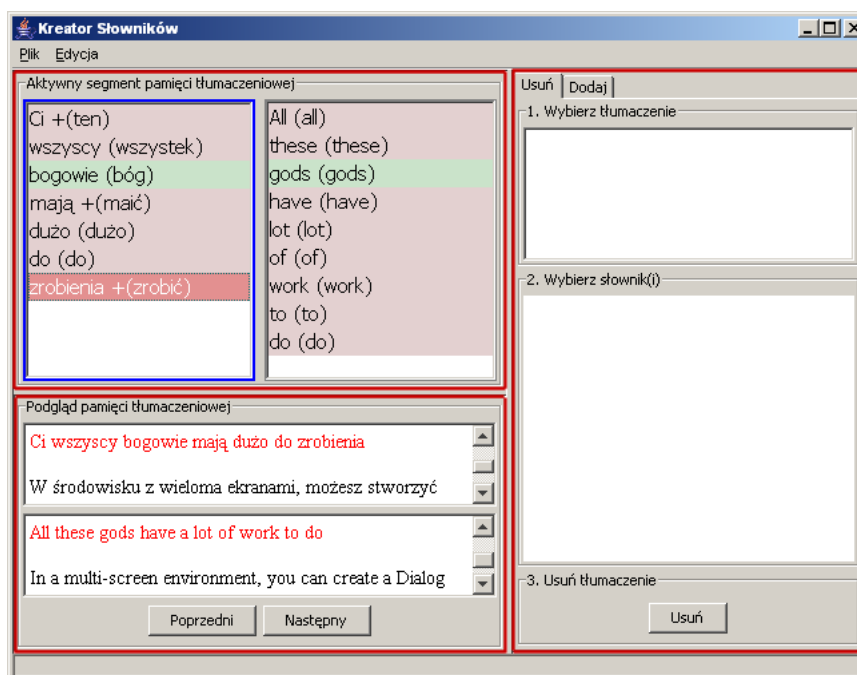 Kreator Słowników
Plik Edycja
Aktywny segment pamięci tłumaczeniowej
Ci +(ten)
wszyscy (wszystek)
bogowie (bóg)
mają +(maić)
dużo (dużo)
do (do)
zrobienia +(zrobić)
All (all)
these (these)
gods (gods)
have (have)
lot (lot)
of (of)
work (work)
to (to)
do (do)
Podgląd pamięci tłumaczeniowej
Ci wszyscy bogowie mają dużo do zrobienia
W środowisku z wieloma ekranami, możesz stworzyć
All these gods have a lot of work to do
In a multi-screen environment, you can create a Dialog
Poprzedni Następny
Usuń Dodaj
1. Wybierz tłumaczenie
2. Wybierz słownik(i)
3. Usuń tłumaczenie
Usuń